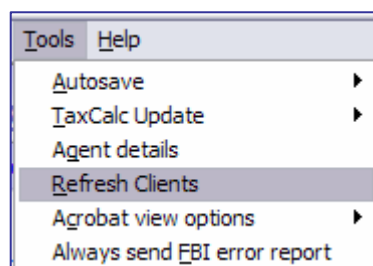 Tools Help
Autosave
TaxCalc Update
Agent details
Refresh Clients
Acrobat view options
Always send FBI error report